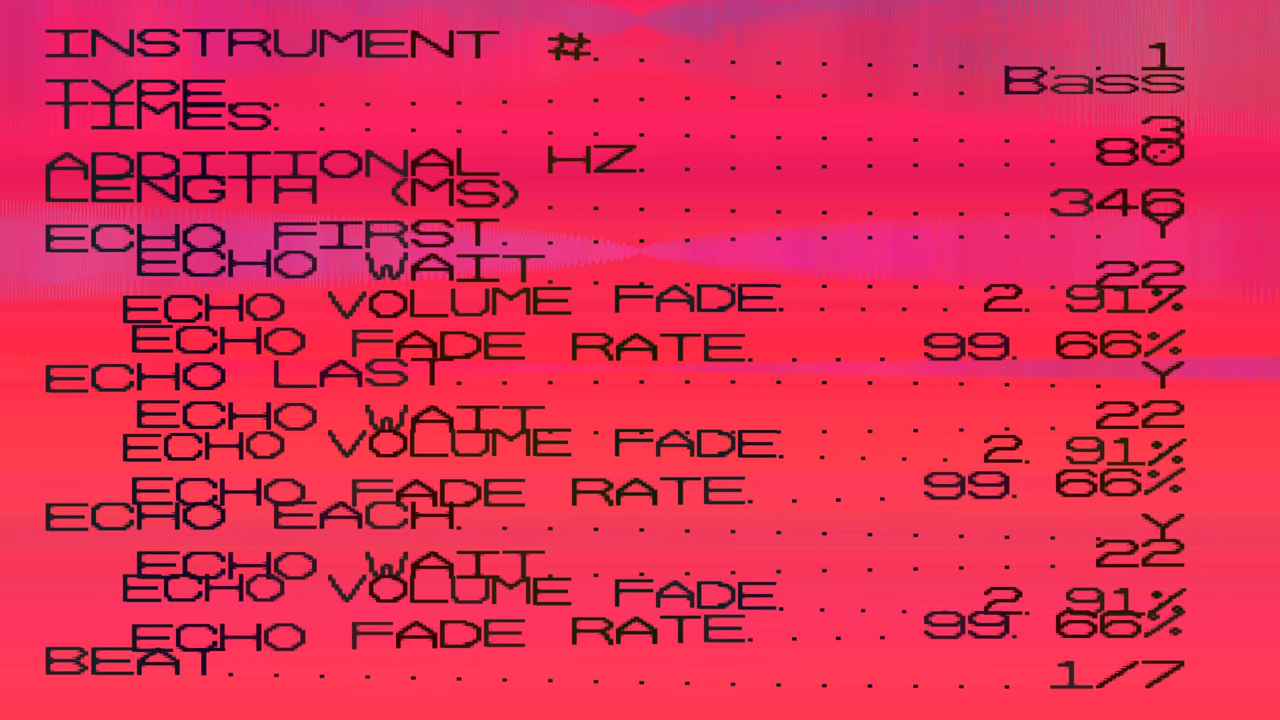 INSTRUMENT #. . . . . . . . . . . . . 1
TYPE. . . . . . . . . . . . . . . . Bass
TIMES. . . . . . . . . . . . . . . . . . . 3
ADDITIONAL HZ. . . . . . . . . . 80
LENGTH (MS) . . . . . . . . . . . 346
ECHO FIRST. . . . . . . . . . . . . . Y
ECHO WAIT. . . . . . . . . . . . 22
ECHO VOLUME FADE. . . . . 2. 91%
ECHO FADE RATE. . . . 99. 66%
ECHO LAST. . . . . . . . . . . . . . . Y
ECHO WAIT. . . . . . . . . . . . 22
ECHO VOLUME FADE. . . . . 2. 91%
ECHO FADE RATE. . . . 99. 66%
ECHO EACH. . . . . . . . . . . . . . . Y
ECHO WAIT. . . . . . . . . . . . 22
ECHO VOLUME FADE. . . . . 2. 91%
ECHO FADE RATE. . . . 99. 66%
BEAT. . . . . . . . . . . . . . . . . . 1/7